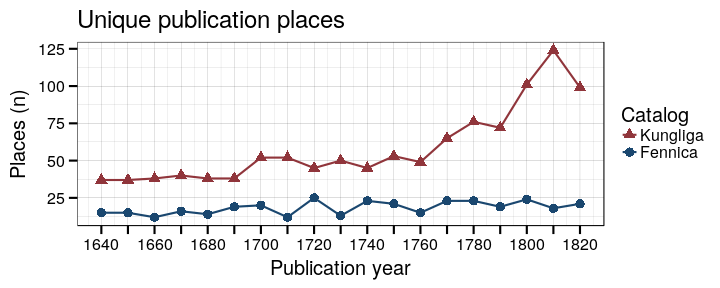 Unique publication places
125
100
75
50
25
Places (n)
1640 1660 1680 1700 1720 1740 1760 1780 1800 1820
Publication year
Catalog
Kungliga
Fennica